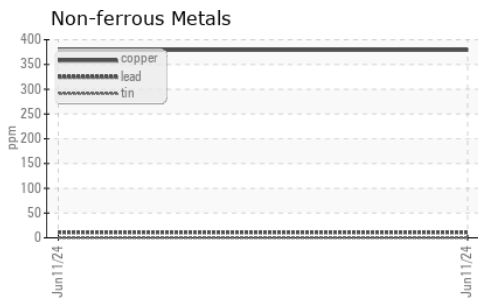 Non-ferrous Metals
400
350
300
250
200
150
100
50
0
ppm
copper
lead
tin
Jun11/24
Jun11/24